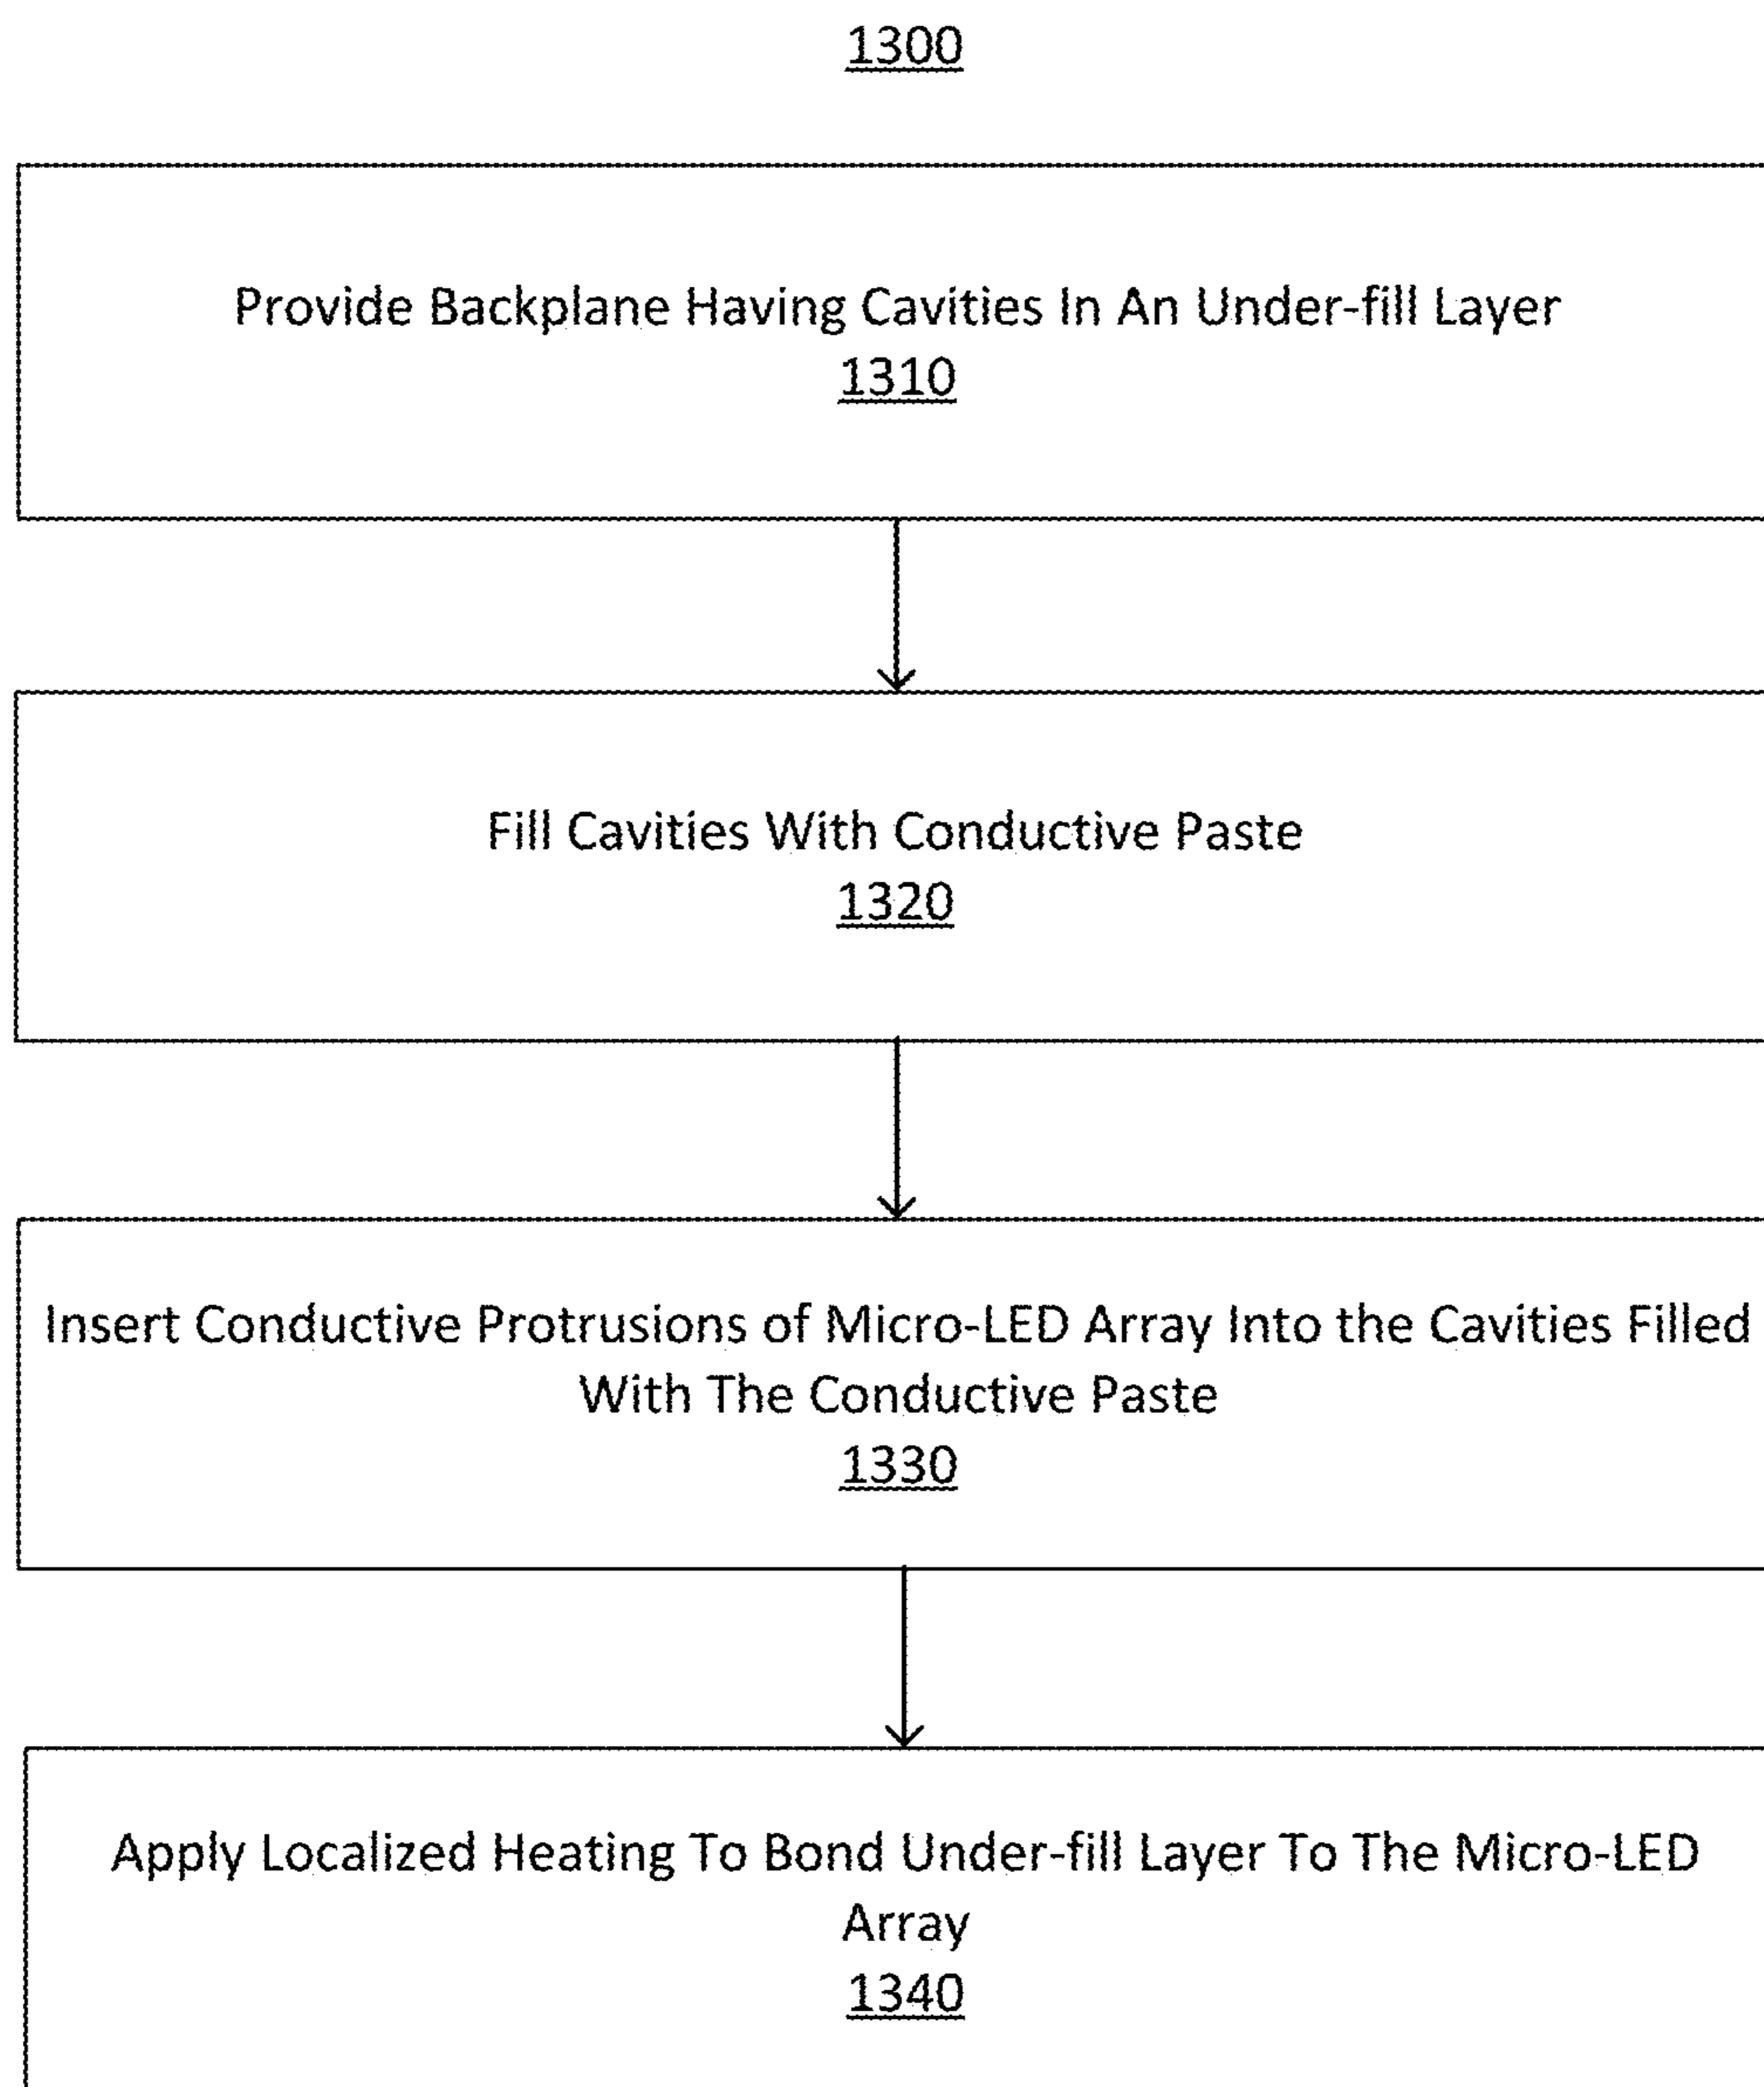 1300
Provide Backplane Having Cavities In An Under-fill Layer
1310
Fill Cavities With Conductive Paste
1320
Insert Conductive Protrusions of Micro-LED Array Into the Cavities Filled
With The Conductive Paste
1330
Apply Localized Heating To Bond Under-fill Layer To The Micro-LED
Array
1340